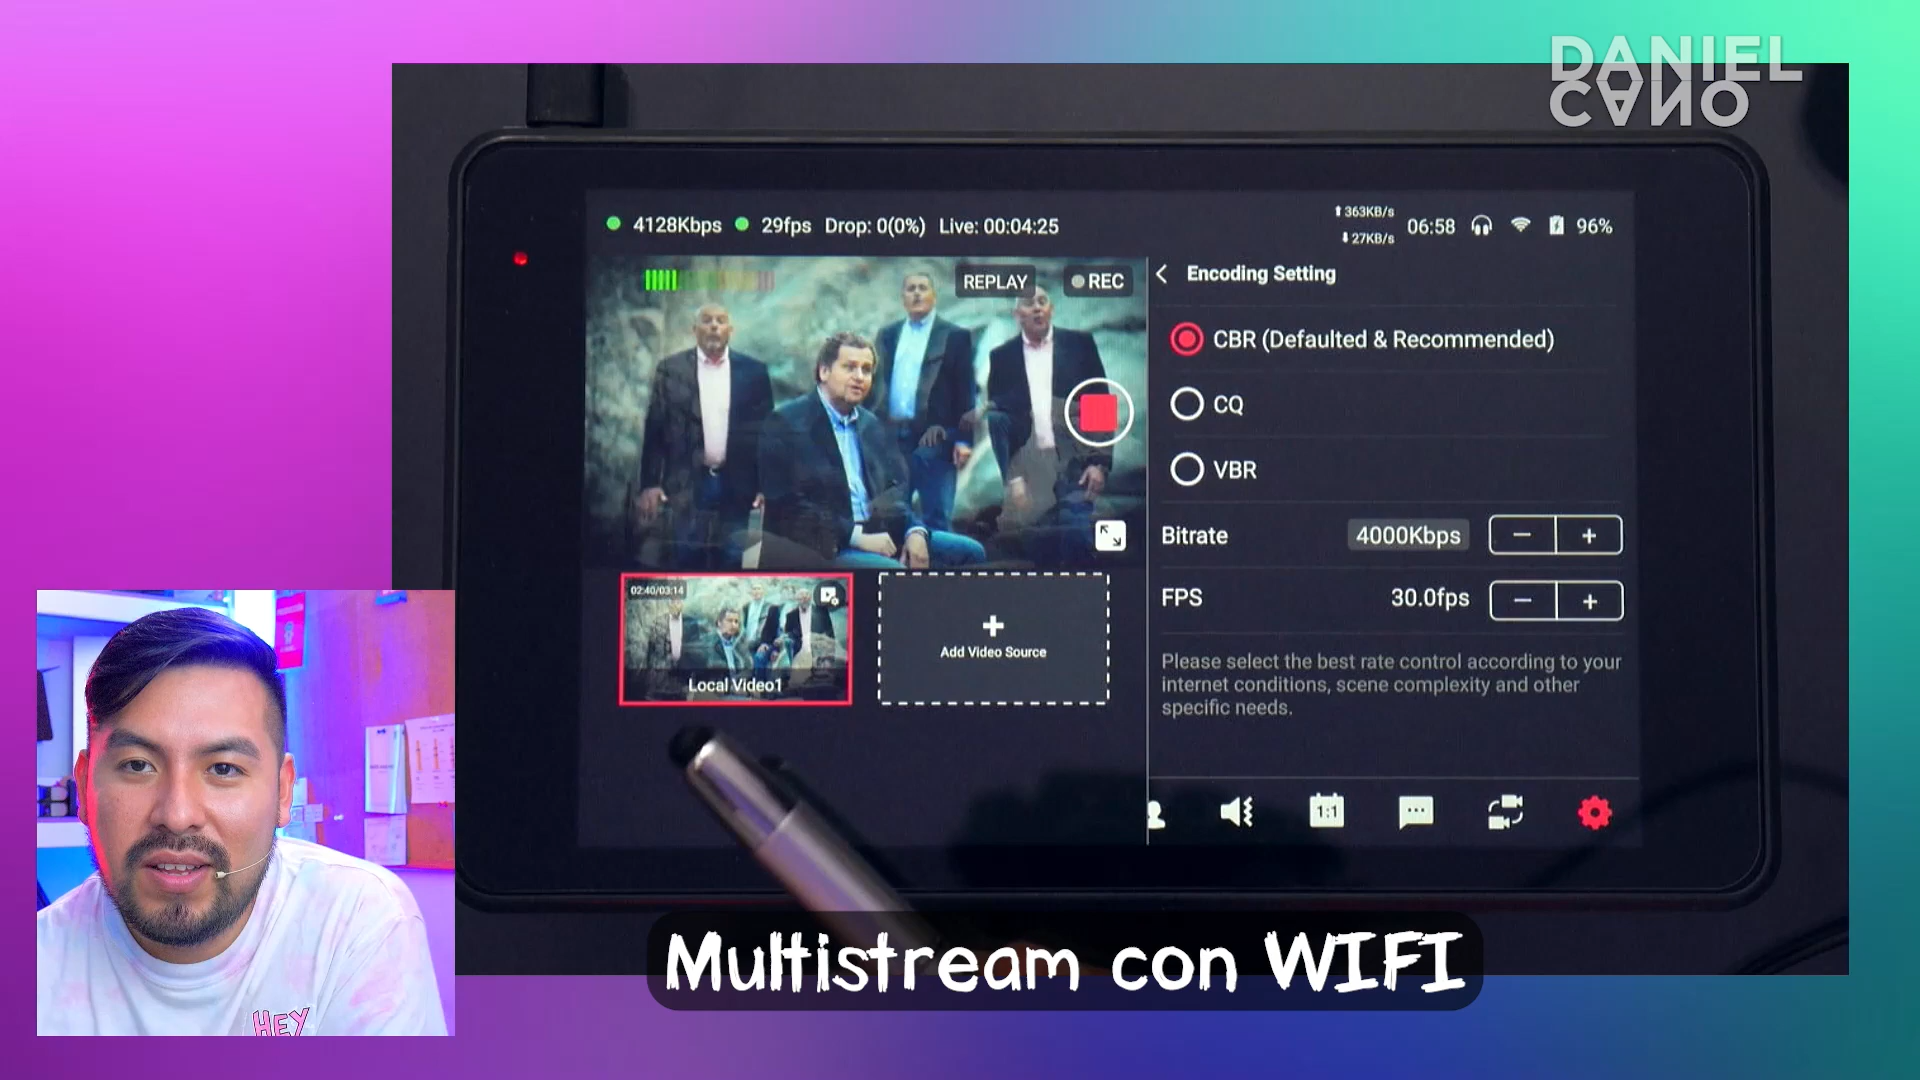 DANIEL
CANO
4128Kbps 29fps Drop: 0(0%) Live: 00:04:25
363KB/s
27KB/s
06:58 96%
REPLAY REC
Encoding Setting
CBR (Defaulted & Recommended)
CQ
VBR
Bitrate 4000Kbps − +
FPS 30.0fps − +
Please select the best rate control according to your
internet conditions, scene complexity and other
specific needs.
02:40/03:14
Local Video1
+
Add Video Source
1:1
HEY
Multistream con WIFI